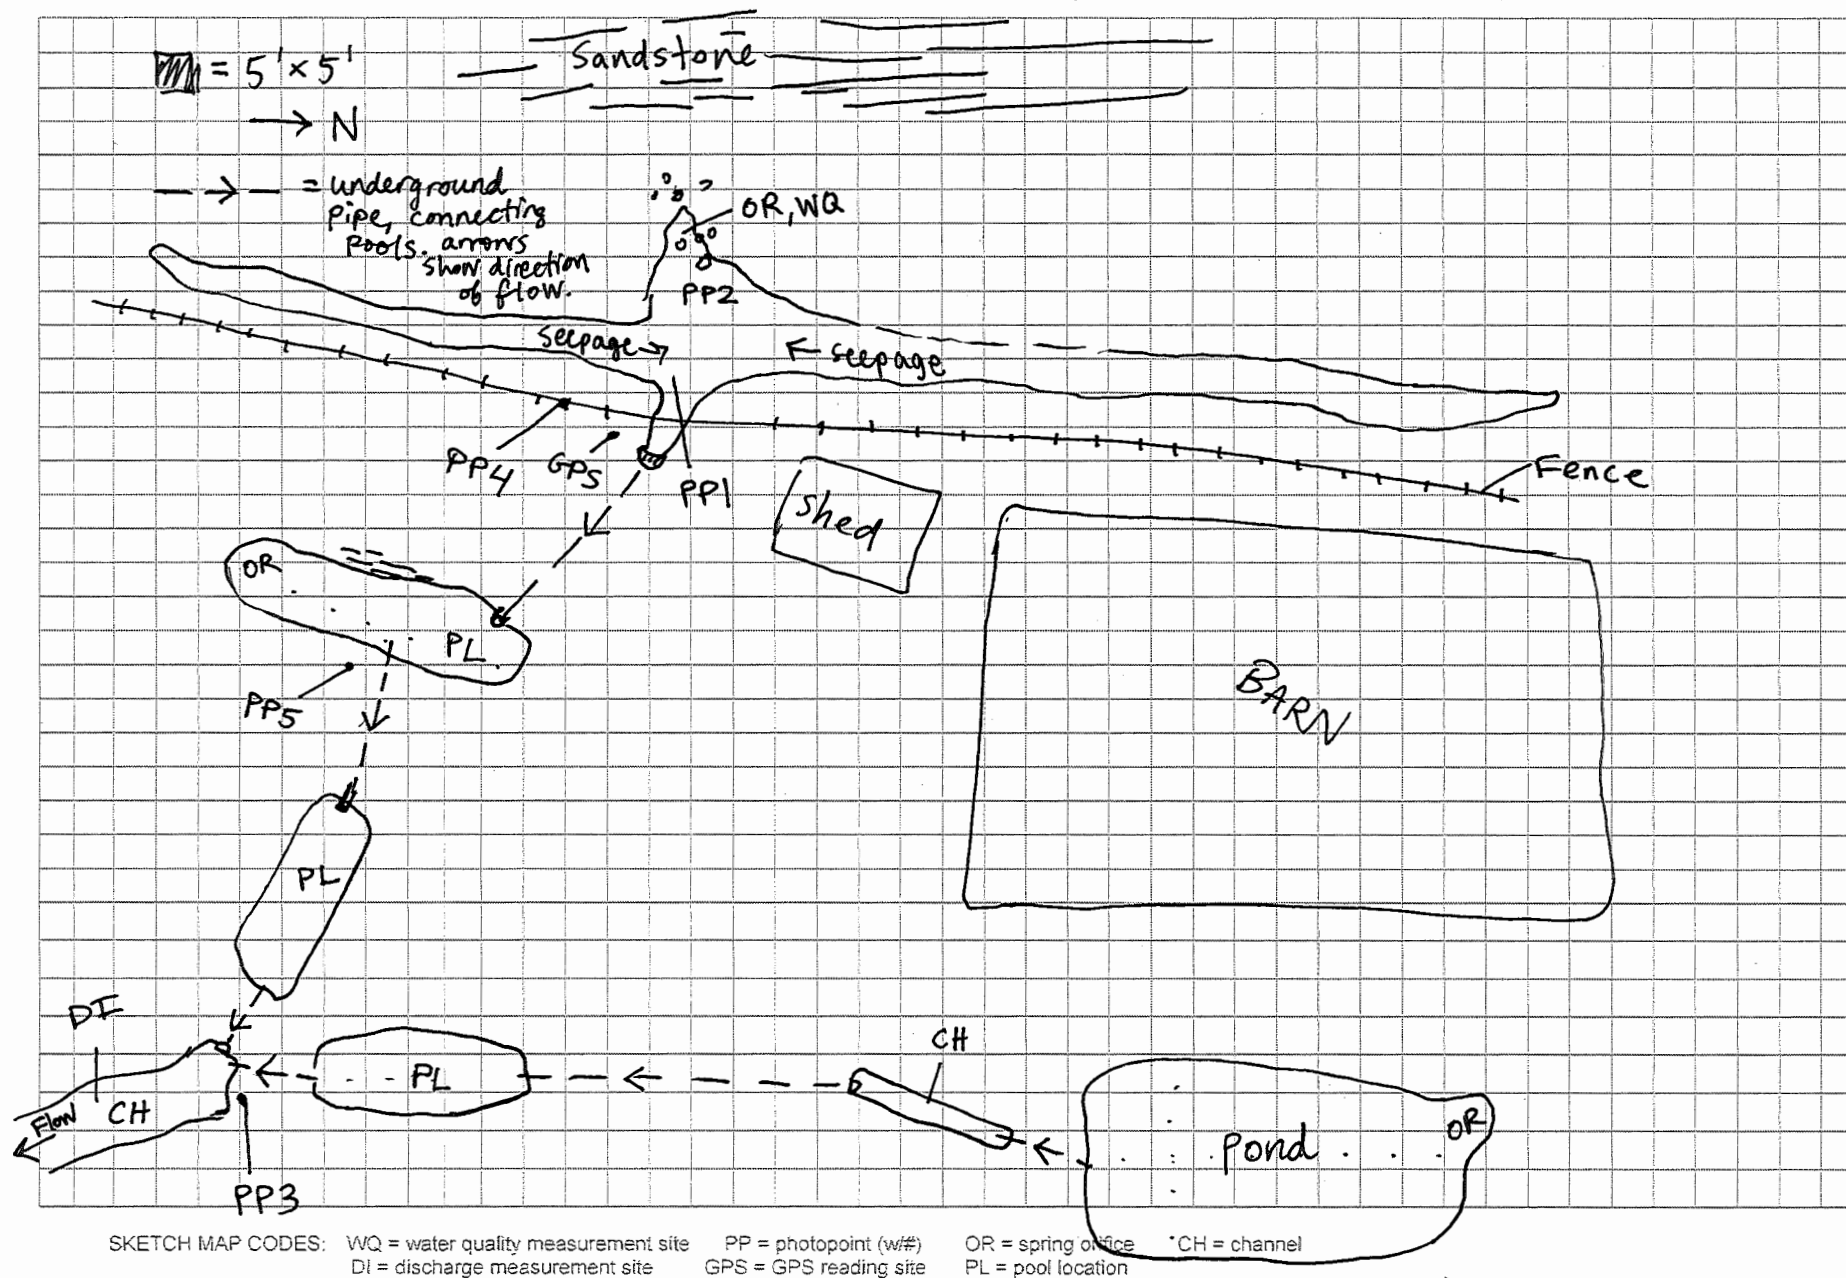 = 5' x 5'
Sandstone
N
= underground
pipe, connecting
pools. arrows
show direction
of flow.
OR, WQ
PP2
seepage
seepage
PP4
GPS
PP1
Shed
Fence
OR
PL
PP5
BARN
PL
DI
CH
PL
CH
Flow
pond
OR
PP3
SKETCH MAP CODES: WQ = water quality measurement site PP = photopoint (w/#) OR = spring orifice *CH = channel
DI = discharge measurement site GPS = GPS reading site PL = pool location